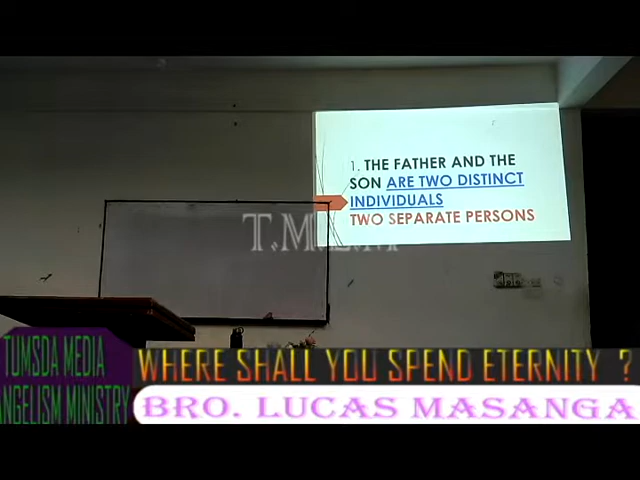 1. THE FATHER AND THE
SON ARE TWO DISTINCT
INDIVIDUALS
TWO SEPARATE PERSONS
T.M.E.M
TUMSDA MEDIA
ANGELISM MINISTRY
WHERE SHALL YOU SPEND ETERNITY ?
BRO. LUCAS MASANGA